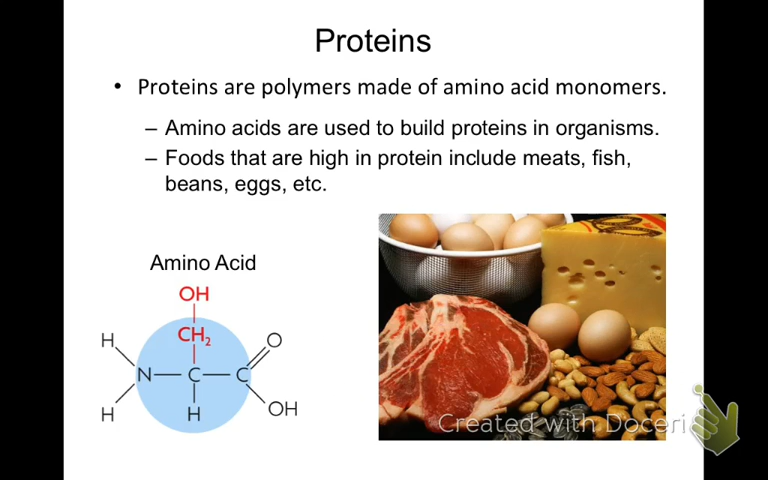 Proteins
• Proteins are polymers made of amino acid monomers.
– Amino acids are used to build proteins in organisms.
– Foods that are high in protein include meats, fish,
beans, eggs, etc.
Amino Acid
OH
H CH₂ O
N C C
H H OH
Created with Doceri